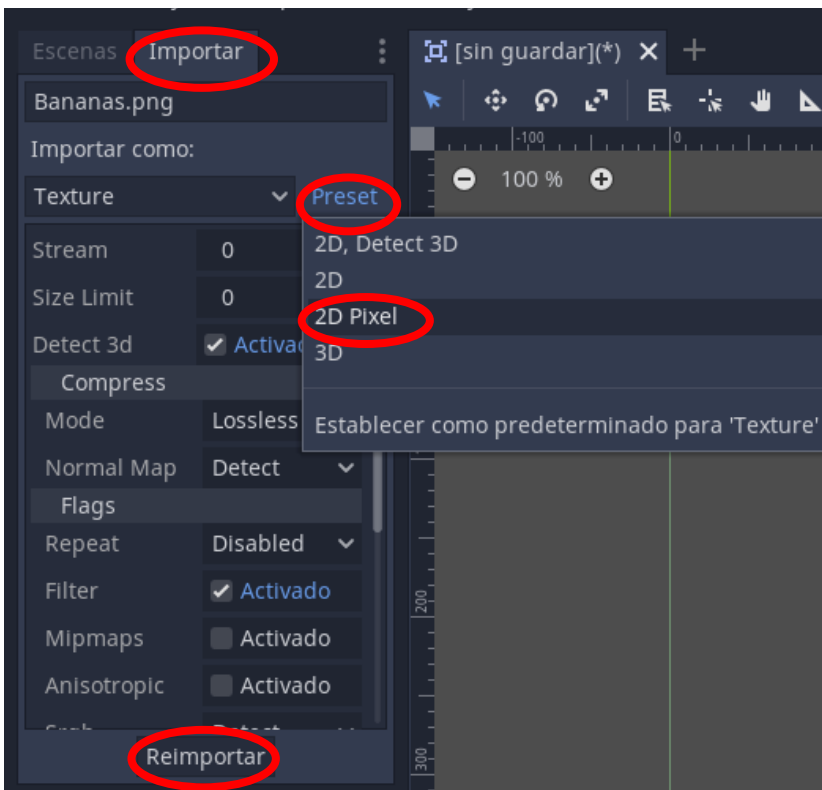 Escenas Importar
[sin guardar](*)
Bananas.png
Importar como:
Texture Preset
-100 0
100 %
2D, Detect 3D
2D
2D Pixel
3D
Establecer como predeterminado para 'Texture'
Stream 0
Size Limit 0
Detect 3d
Compress
Mode Lossless
Normal Map Detect
Flags
Repeat Disabled
Filter Activado
Mipmaps Activado
Anisotropic Activado
Reimportar
200
300